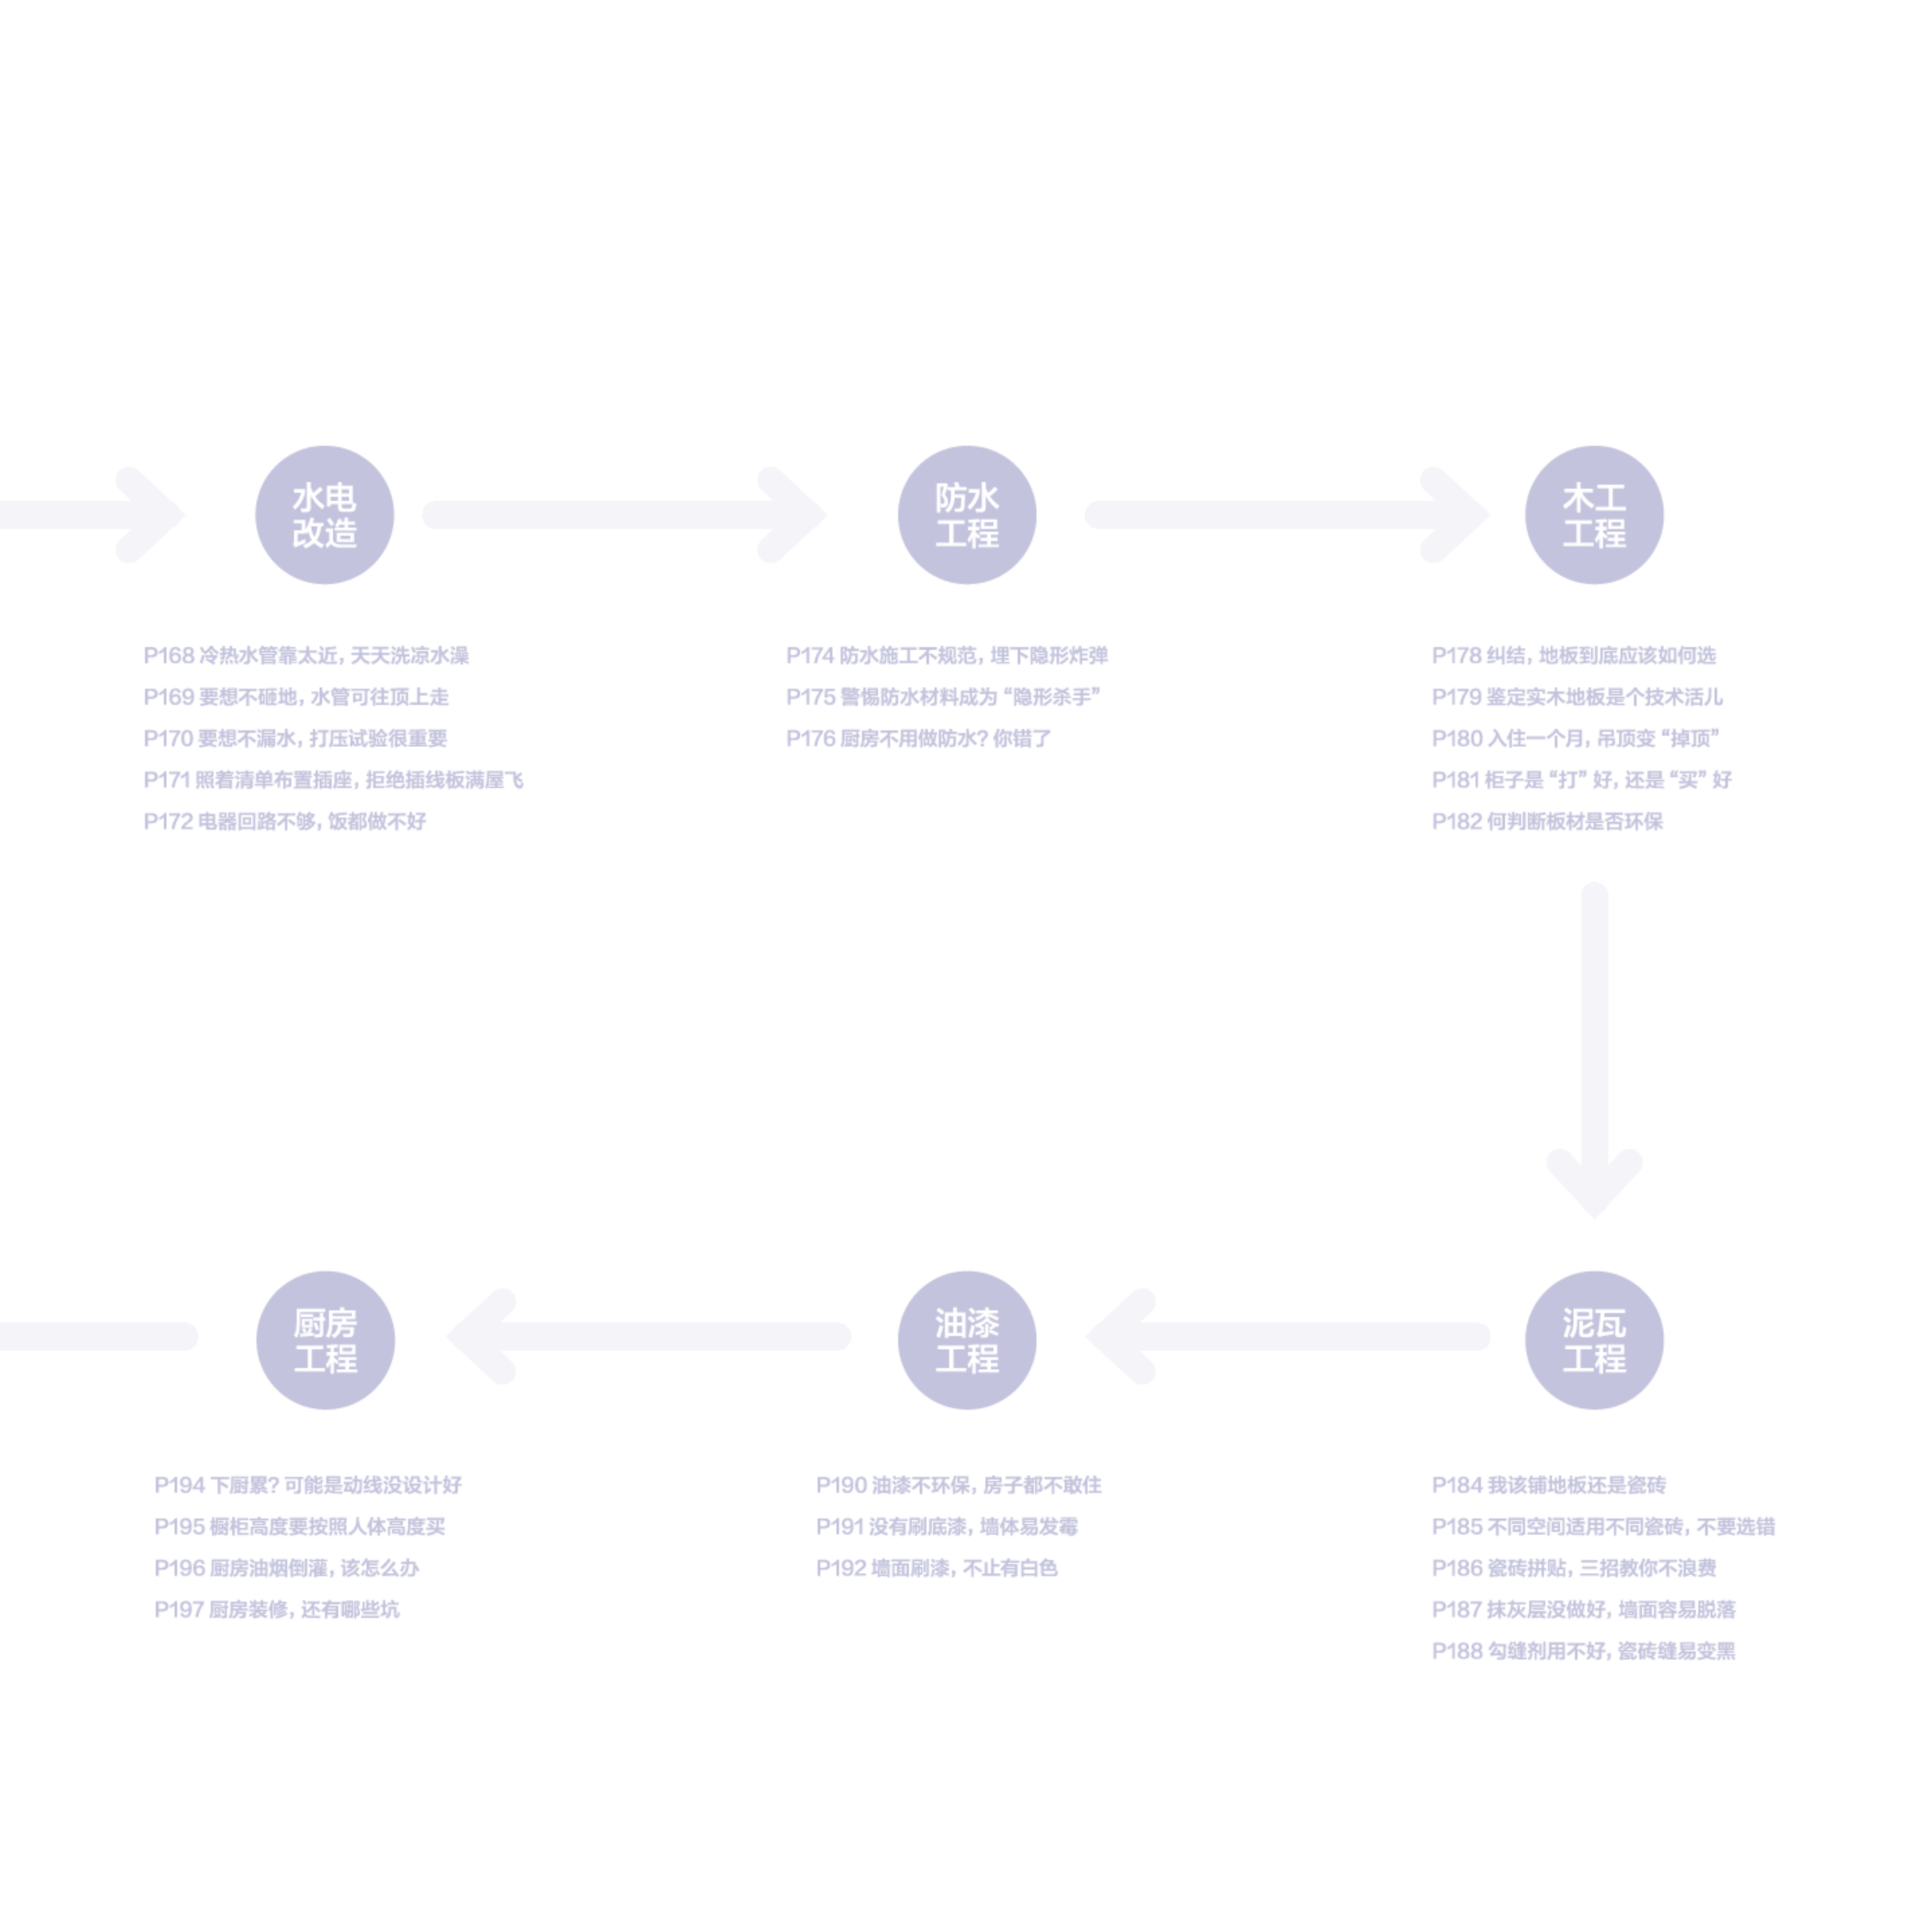 水电
改造
P168 冷热水管靠太近, 天天洗凉水澡
P169 要想不砸地, 水管可往顶上走
P170 要想不漏水, 打压试验很重要
P171 照着清单布置插座, 拒绝插线板满屋飞
P172 电器回路不够, 饭都做不好
防水
工程
P174 防水施工不规范, 埋下隐形炸弹
P175 警惕防水材料成为 “隐形杀手”
P176 厨房不用做防水? 你错了
木工
工程
P178 纠结, 地板到底应该如何选
P179 鉴定实木地板是个技术活儿
P180 入住一个月, 吊顶变 “掉顶”
P181 柜子是 “打” 好, 还是 “买” 好
P182 何判断板材是否环保
泥瓦
工程
P184 我该铺地板还是瓷砖
P185 不同空间适用不同瓷砖, 不要选错
P186 瓷砖拼贴, 三招教你不浪费
P187 抹灰层没做好, 墙面容易脱落
P188 勾缝剂用不好, 瓷砖缝易变黑
油漆
工程
P190 油漆不环保, 房子都不敢住
P191 没有刷底漆, 墙体易发霉
P192 墙面刷漆, 不止有白色
厨房
工程
P194 下厨累? 可能是动线没设计好
P195 橱柜高度要按照人体高度买
P196 厨房油烟倒灌, 该怎么办
P197 厨房装修, 还有哪些坑